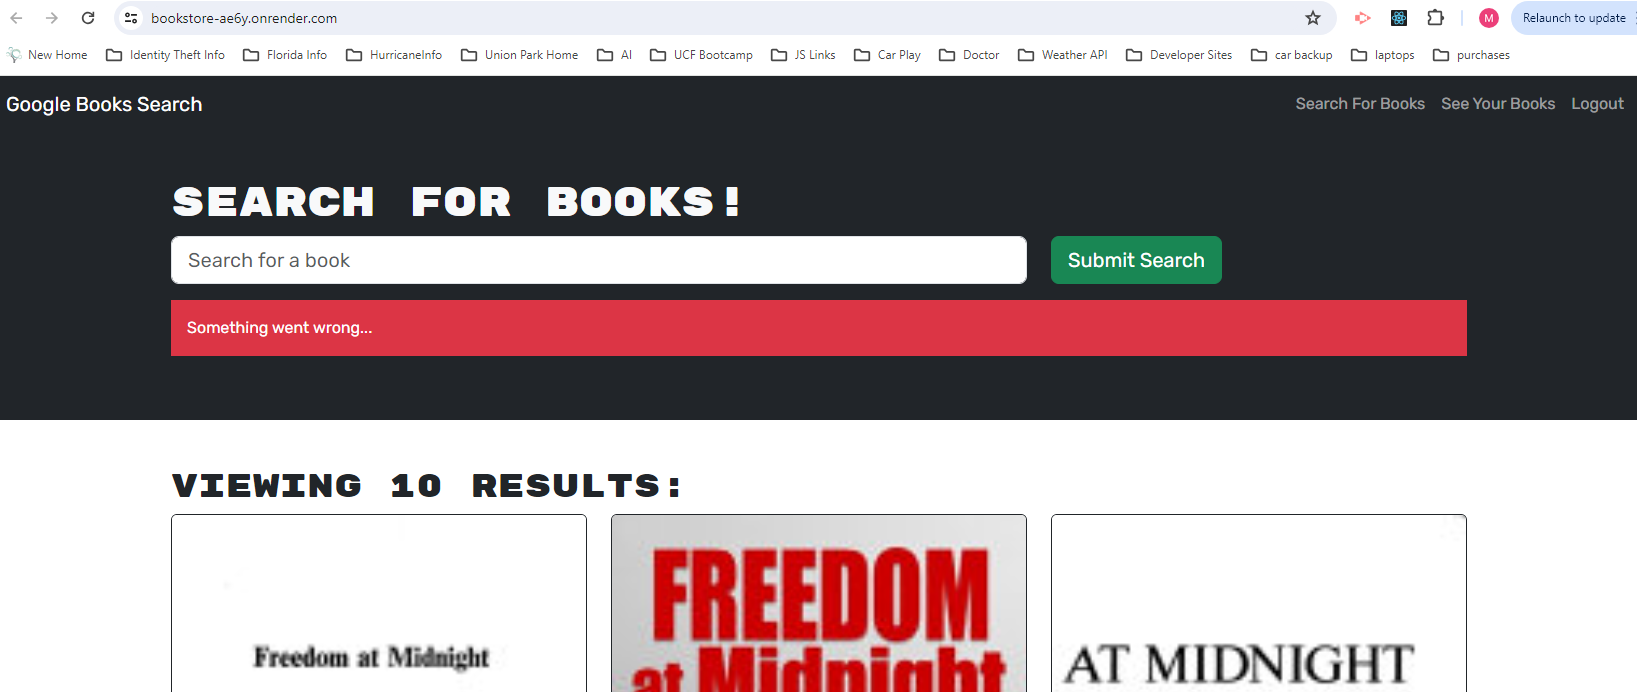 bookstore-ae6y.onrender.com
M
Relaunch to update
New Home
Identity Theft Info
Florida Info
HurricaneInfo
Union Park Home
AI
UCF Bootcamp
JS Links
Car Play
Doctor
Weather API
Developer Sites
car backup
laptops
purchases
Google Books Search
Search For Books
See Your Books
Logout
SEARCH FOR BOOKS!
Search for a book
Submit Search
Something went wrong...
VIEWING 10 RESULTS:
Freedom at Midnight
FREEDOM
at Midnight
AT MIDNIGHT